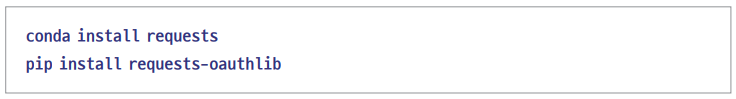 conda install requests
pip install requests-oauthlib